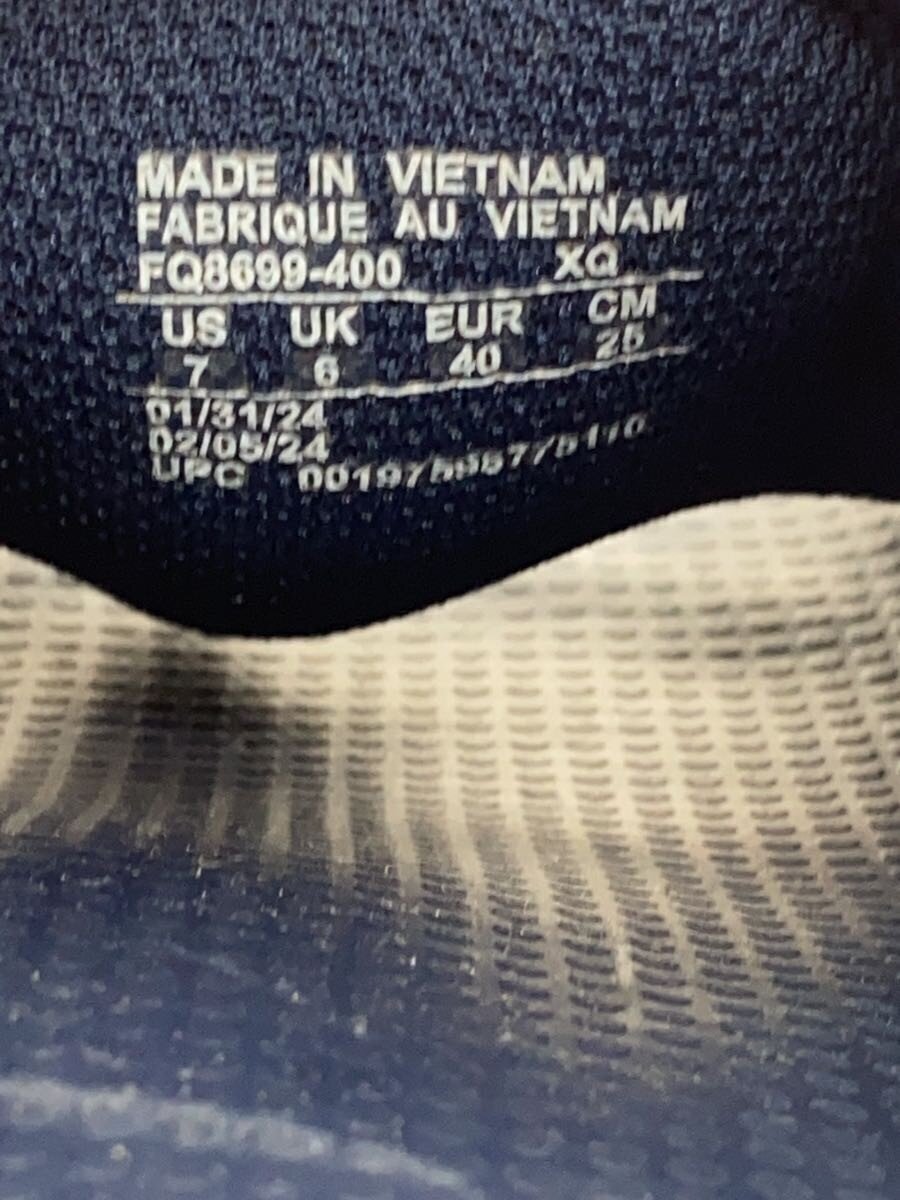 MADE IN VIETNAM
FABRIQUE AU VIETNAM
FQ8699-400 XQ
US UK EUR CM
7 6 40 25
01/31/24
02/05/24
UPC